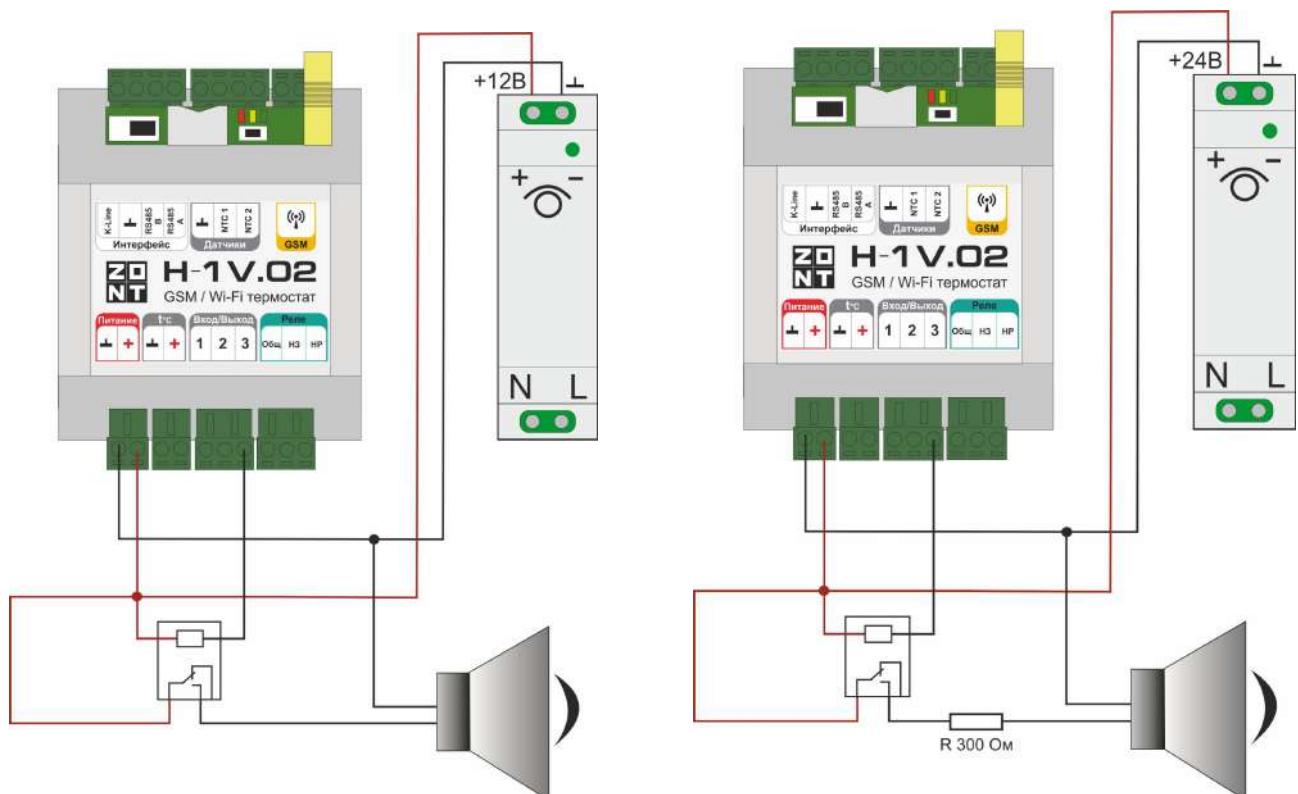 +12В ⊥
+ −
K-Line ⊥ RS485 B RS485 A ⊥ NTC 1 NTC 2
Интерфейс Датчики GSM
ZONT H-1V.02
GSM / Wi-Fi термостат
Питание t°C Вход/Выход Реле
⊥ + ⊥ + 1 2 3 Общ НЗ НР
N L
+24В ⊥
+ −
K-Line ⊥ RS485 B RS485 A ⊥ NTC 1 NTC 2
Интерфейс Датчики GSM
ZONT H-1V.02
GSM / Wi-Fi термостат
Питание t°C Вход/Выход Реле
⊥ + ⊥ + 1 2 3 Общ НЗ НР
N L
R 300 Ом